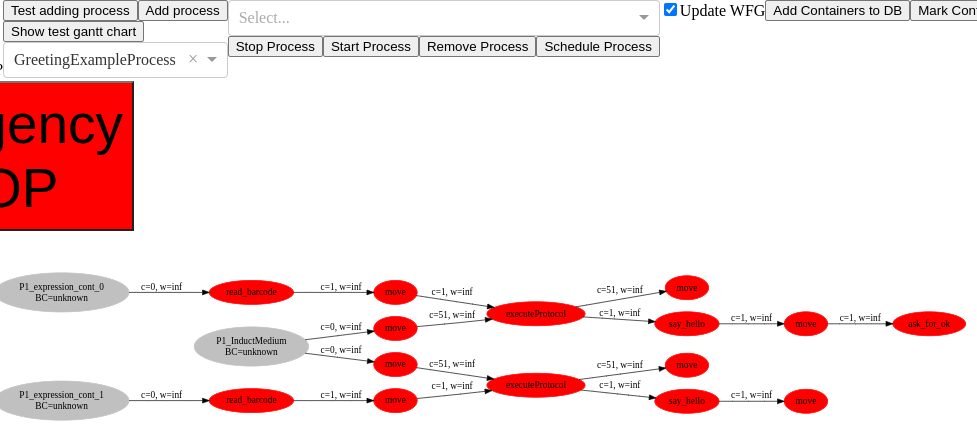 Test adding process
Add process
Select...
Update WFG
Add Containers to DB
Mark Con
Show test gantt chart
Stop Process
Start Process
Remove Process
Schedule Process
GreetingExampleProcess
gency
OP
P1_expression_cont_0
BC=unknown
c=0, w=inf
read_barcode
c=1, w=inf
move
c=1, w=inf
executeProtocol
c=51, w=inf
move
c=1, w=inf
say_hello
c=1, w=inf
move
c=1, w=inf
ask_for_ok
P1_InductMedium
BC=unknown
c=0, w=inf
move
c=51, w=inf
c=0, w=inf
move
c=51, w=inf
P1_expression_cont_1
BC=unknown
c=0, w=inf
read_barcode
c=1, w=inf
move
c=1, w=inf
executeProtocol
c=51, w=inf
move
c=1, w=inf
say_hello
c=1, w=inf
move